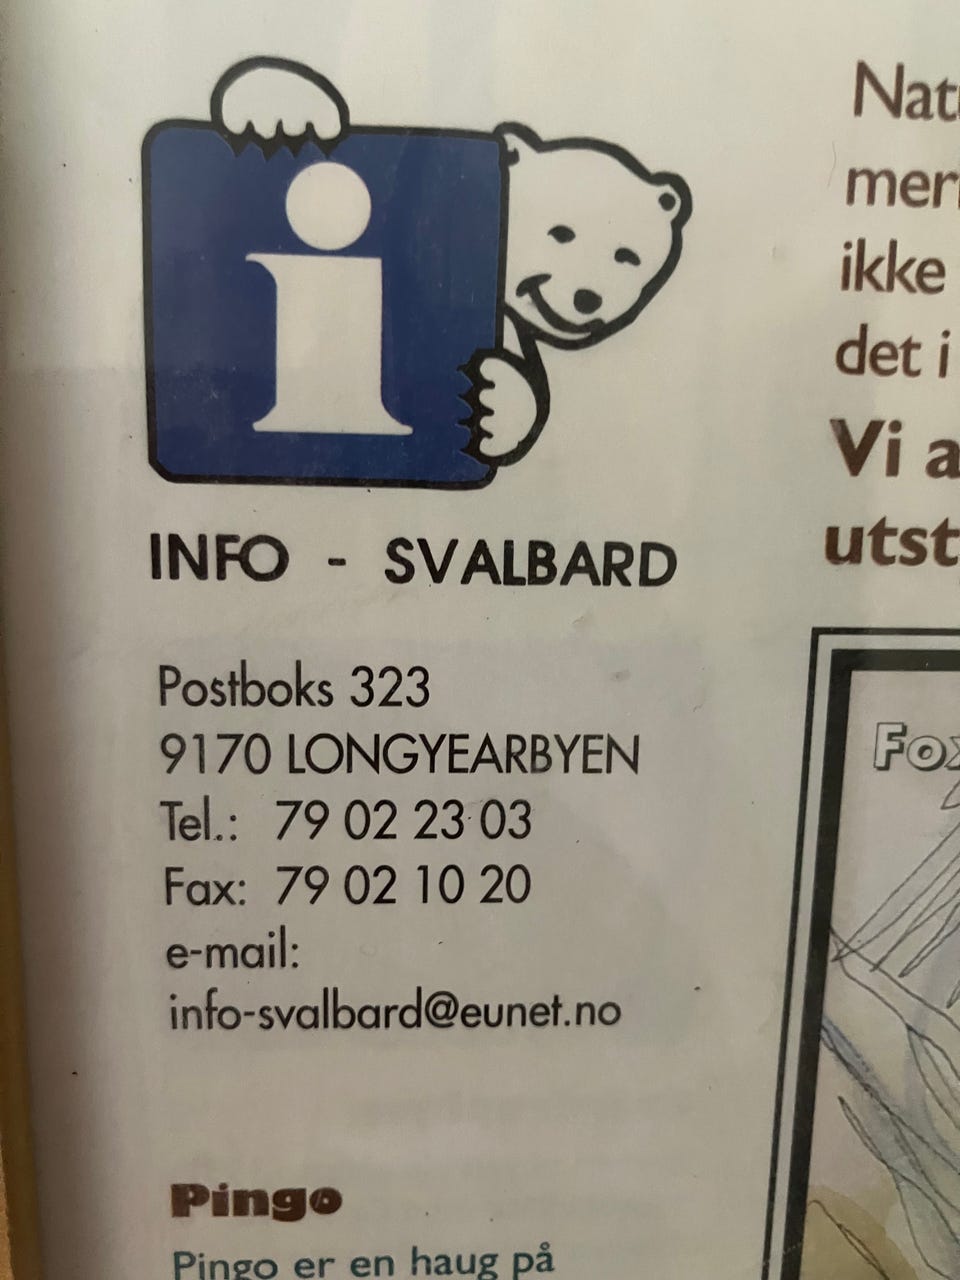 i
INFO - SVALBARD
Postboks 323
9170 LONGYEARBYEN
Tel.: 79 02 23 03
Fax: 79 02 10 20
e-mail:
info-svalbard@eunet.no
Pingo
Pingo er en haug på
ikke
det i
Vi